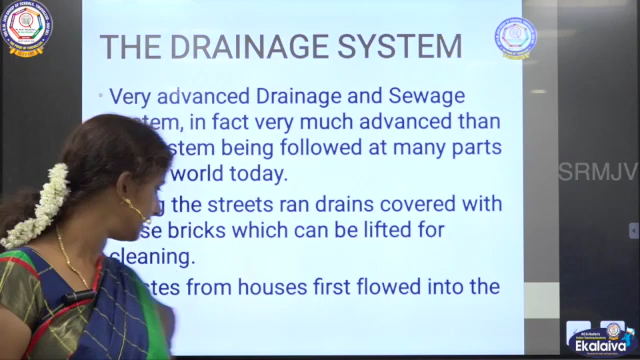 THE DRAINAGE SYSTEM
Very advanced Drainage and Sewage
tem, in fact very much advanced than
stem being followed at many parts
world today.
g the streets ran drains covered with
se bricks which can be lifted for
cleaning.
stes from houses first flowed into the
SRMJV
Ekalaiva